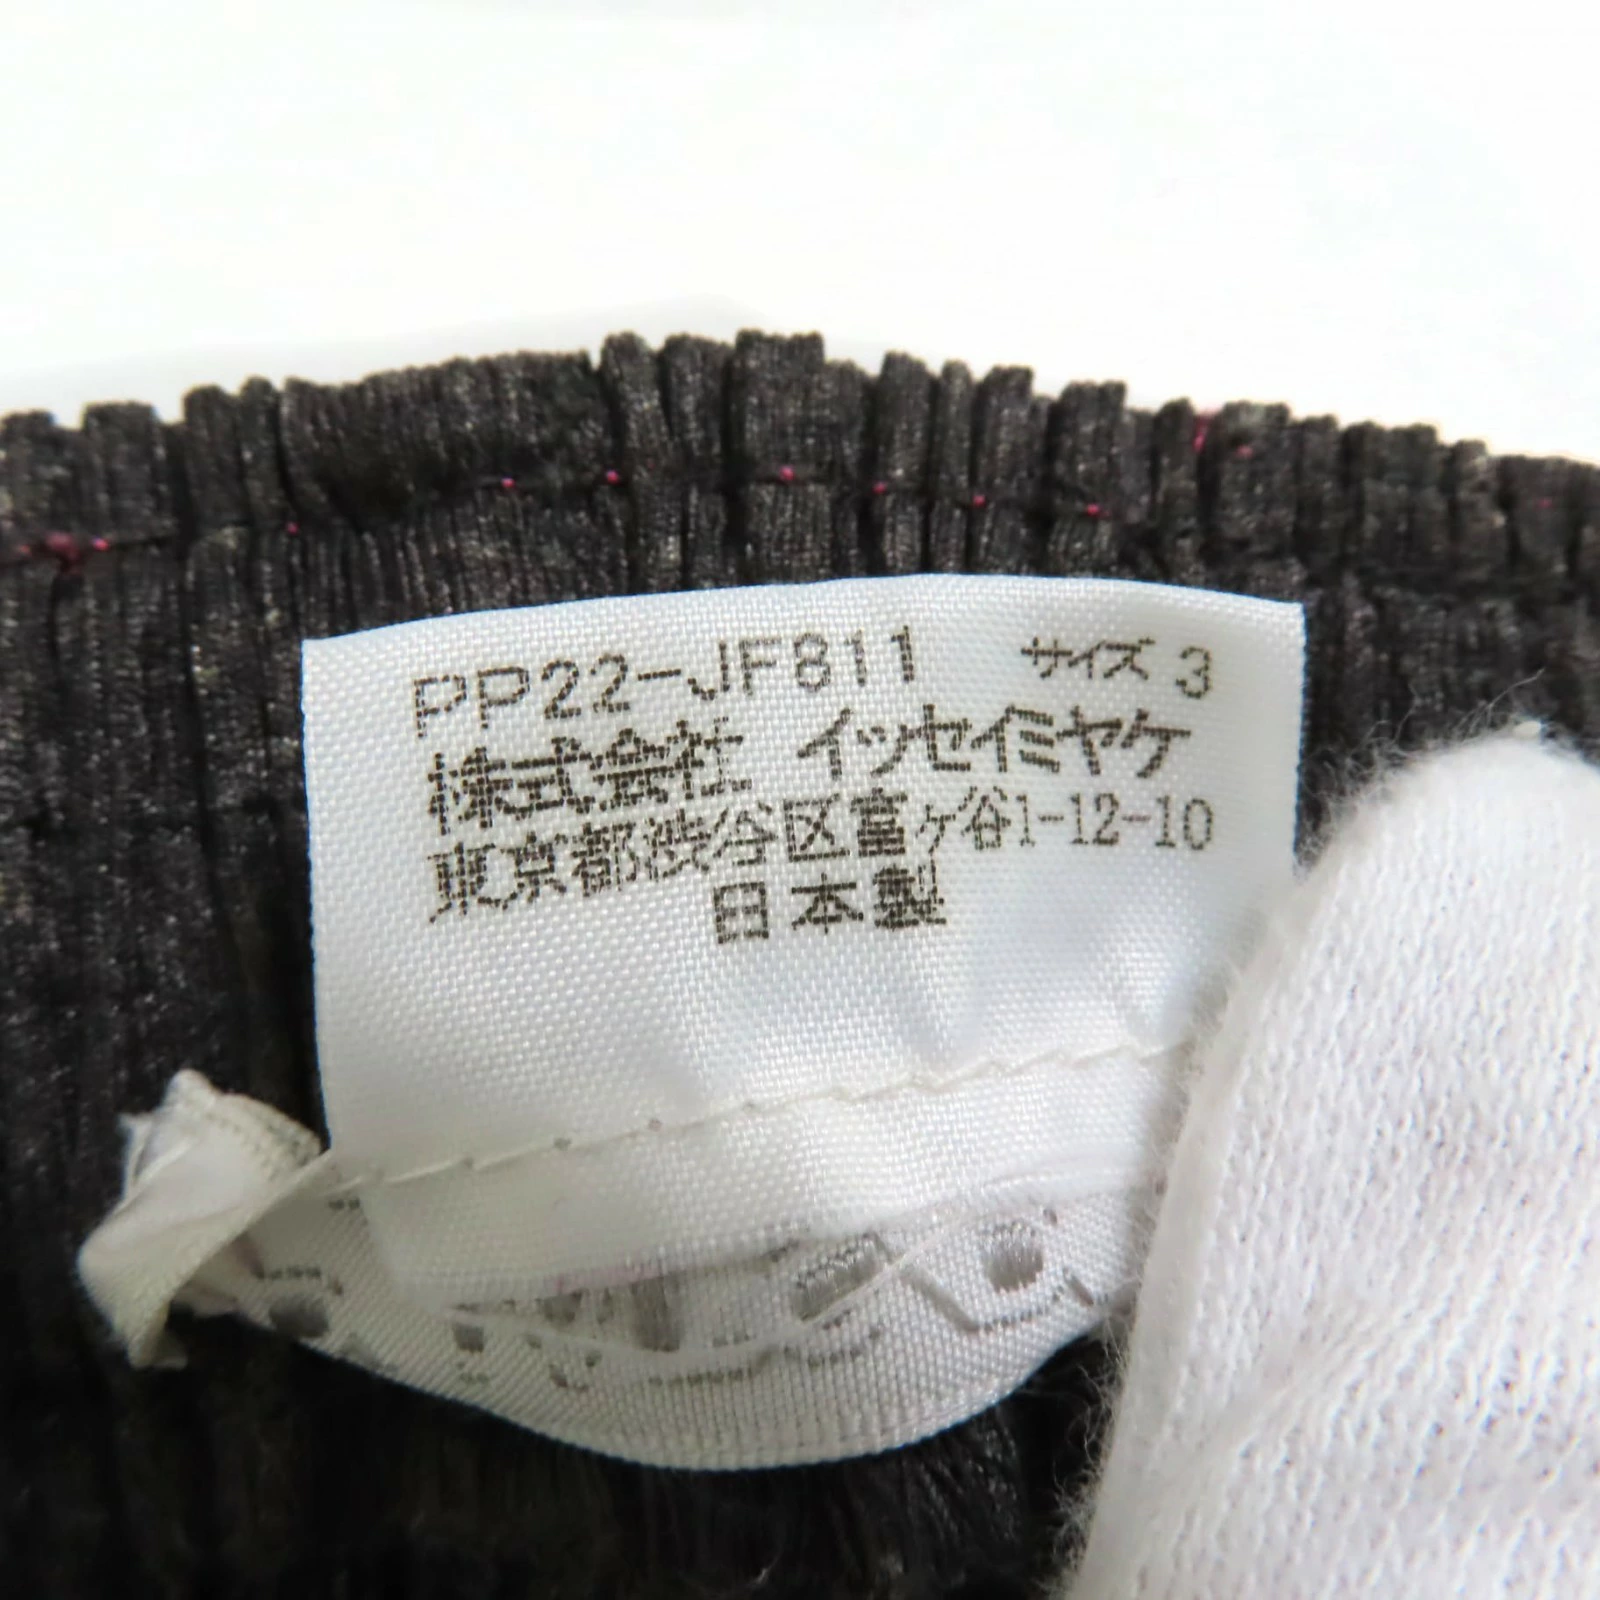 PP22-JF811 サイズ 3
株式会社 イッセイミヤケ
東京都渋谷区富ケ谷1-12-10
日本製